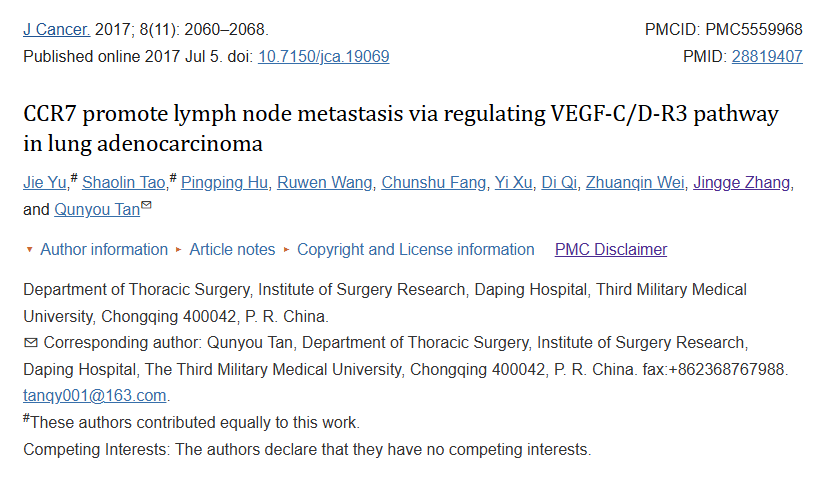 J Cancer. 2017; 8(11): 2060–2068. PMCID: PMC5559968
Published online 2017 Jul 5. doi: 10.7150/jca.19069 PMID: 28819407
CCR7 promote lymph node metastasis via regulating VEGF-C/D-R3 pathway
in lung adenocarcinoma
Jie Yu,# Shaolin Tao,# Pingping Hu, Ruwen Wang, Chunshu Fang, Yi Xu, Di Qi, Zhuanqin Wei, Jingge Zhang,
and Qunyou Tan✉
▼ Author information ► Article notes ► Copyright and License information PMC Disclaimer
Department of Thoracic Surgery, Institute of Surgery Research, Daping Hospital, Third Military Medical
University, Chongqing 400042, P. R. China.
✉ Corresponding author: Qunyou Tan, Department of Thoracic Surgery, Institute of Surgery Research,
Daping Hospital, The Third Military Medical University, Chongqing 400042, P. R. China. fax:+862368767988.
tanqy001@163.com.
#These authors contributed equally to this work.
Competing Interests: The authors declare that they have no competing interests.